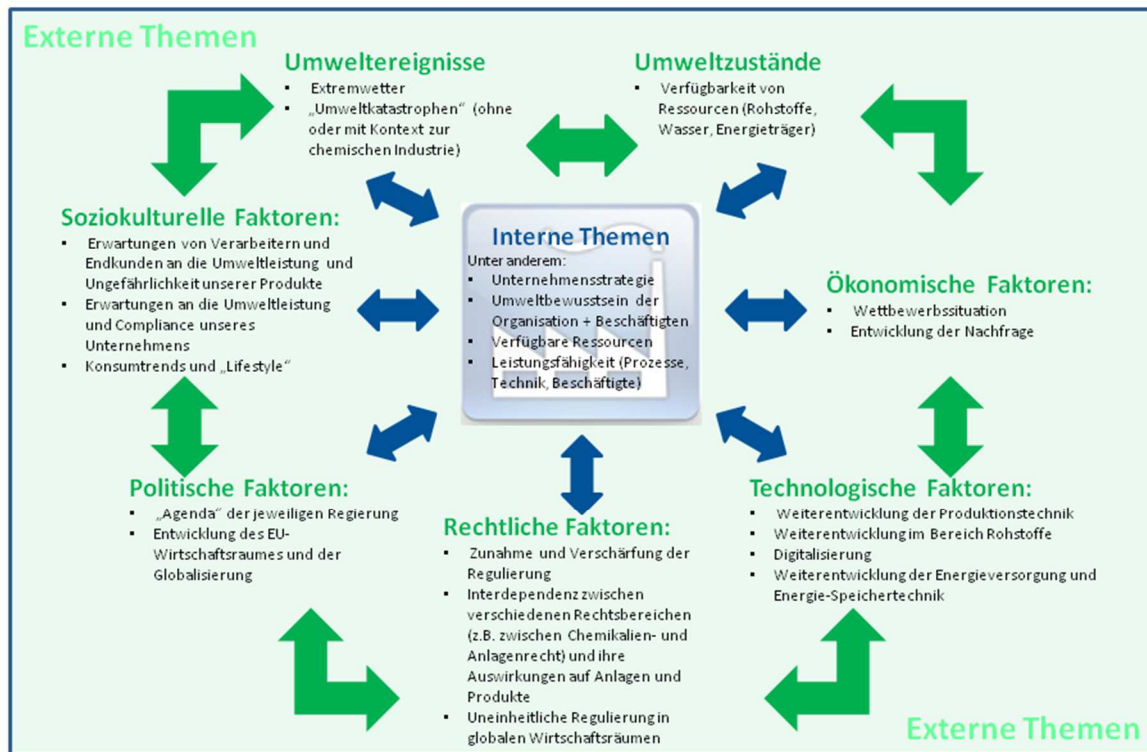 Externe Themen
Umweltereignisse
▪ Extremwetter
▪ „Umweltkatastrophen“ (ohne
oder mit Kontext zur
chemischen Industrie)
Umweltzustände
▪ Verfügbarkeit von
Ressourcen (Rohstoffe,
Wasser, Energieträger)
Soziokulturelle Faktoren:
▪ Erwartungen von Verarbeitern und
Endkunden an die Umweltleistung und
Ungefährlichkeit unserer Produkte
▪ Erwartungen an die Umweltleistung
und Compliance unseres
Unternehmens
▪ Konsumtrends und „Lifestyle“
Interne Themen
Unter anderem:
▪ Unternehmensstrategie
▪ Umweltbewusstsein der
Organisation + Beschäftigten
▪ Verfügbare Ressourcen
▪ Leistungsfähigkeit (Prozesse,
Technik, Beschäftigte)
Ökonomische Faktoren:
▪ Wettbewerbssituation
▪ Entwicklung der Nachfrage
Politische Faktoren:
▪ „Agenda“ der jeweiligen Regierung
▪ Entwicklung des EU-
Wirtschaftsraumes und der
Globalisierung
Rechtliche Faktoren:
▪ Zunahme und Verschärfung der
Regulierung
▪ Interdependenz zwischen
verschiedenen Rechtsbereichen
(z.B. zwischen Chemikalien- und
Anlagenrecht) und ihre
Auswirkungen auf Anlagen und
Produkte
▪ Uneinheitliche Regulierung in
globalen Wirtschaftsräumen
Technologische Faktoren:
▪ Weiterentwicklung der Produktionstechnik
▪ Weiterentwicklung im Bereich Rohstoffe
▪ Digitalisierung
▪ Weiterentwicklung der Energieversorgung und
Energie-Speichertechnik
Externe Themen